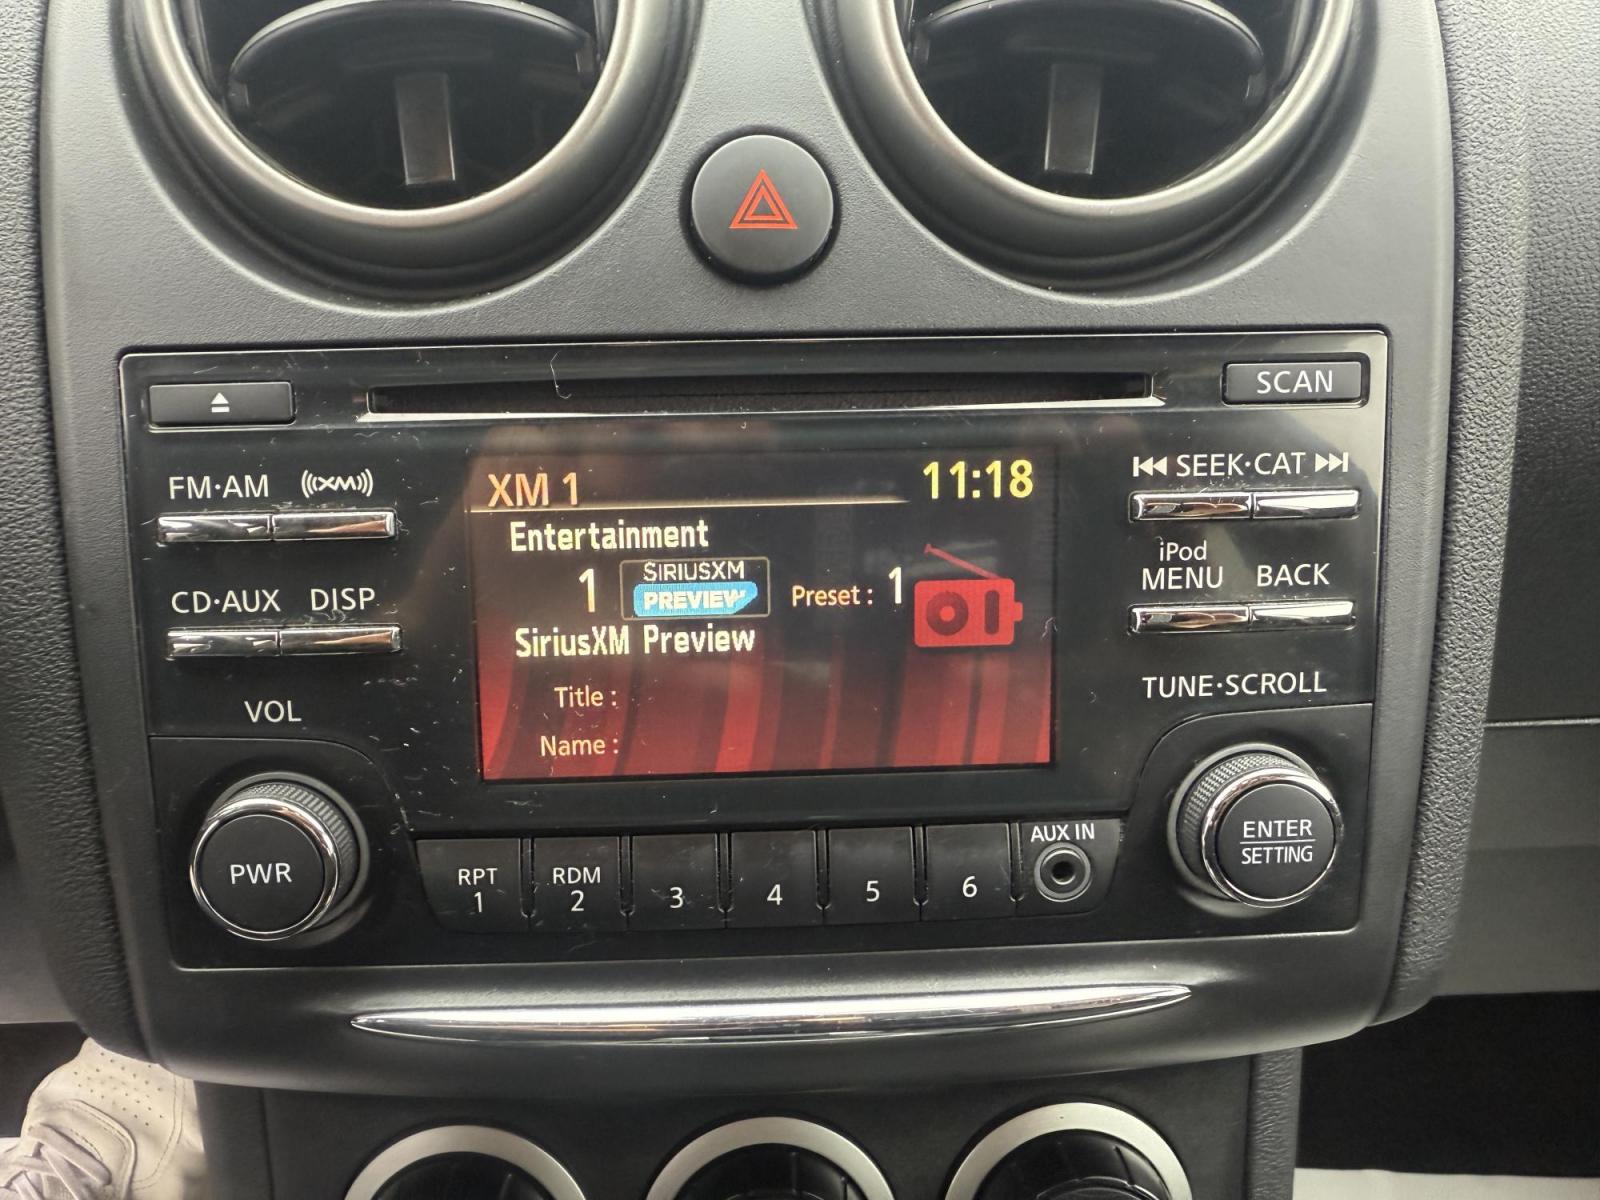 SCAN
FM·AM
(((XM)))
SEEK·CAT
CD·AUX
DISP
iPod
MENU
BACK
VOL
TUNE·SCROLL
XM 1
11:18
Entertainment
1
SIRIUSXM
PREVIEW
Preset : 1
SiriusXM Preview
Title :
Name :
PWR
RPT
1
RDM
2
3
4
5
6
AUX IN
ENTER
SETTING